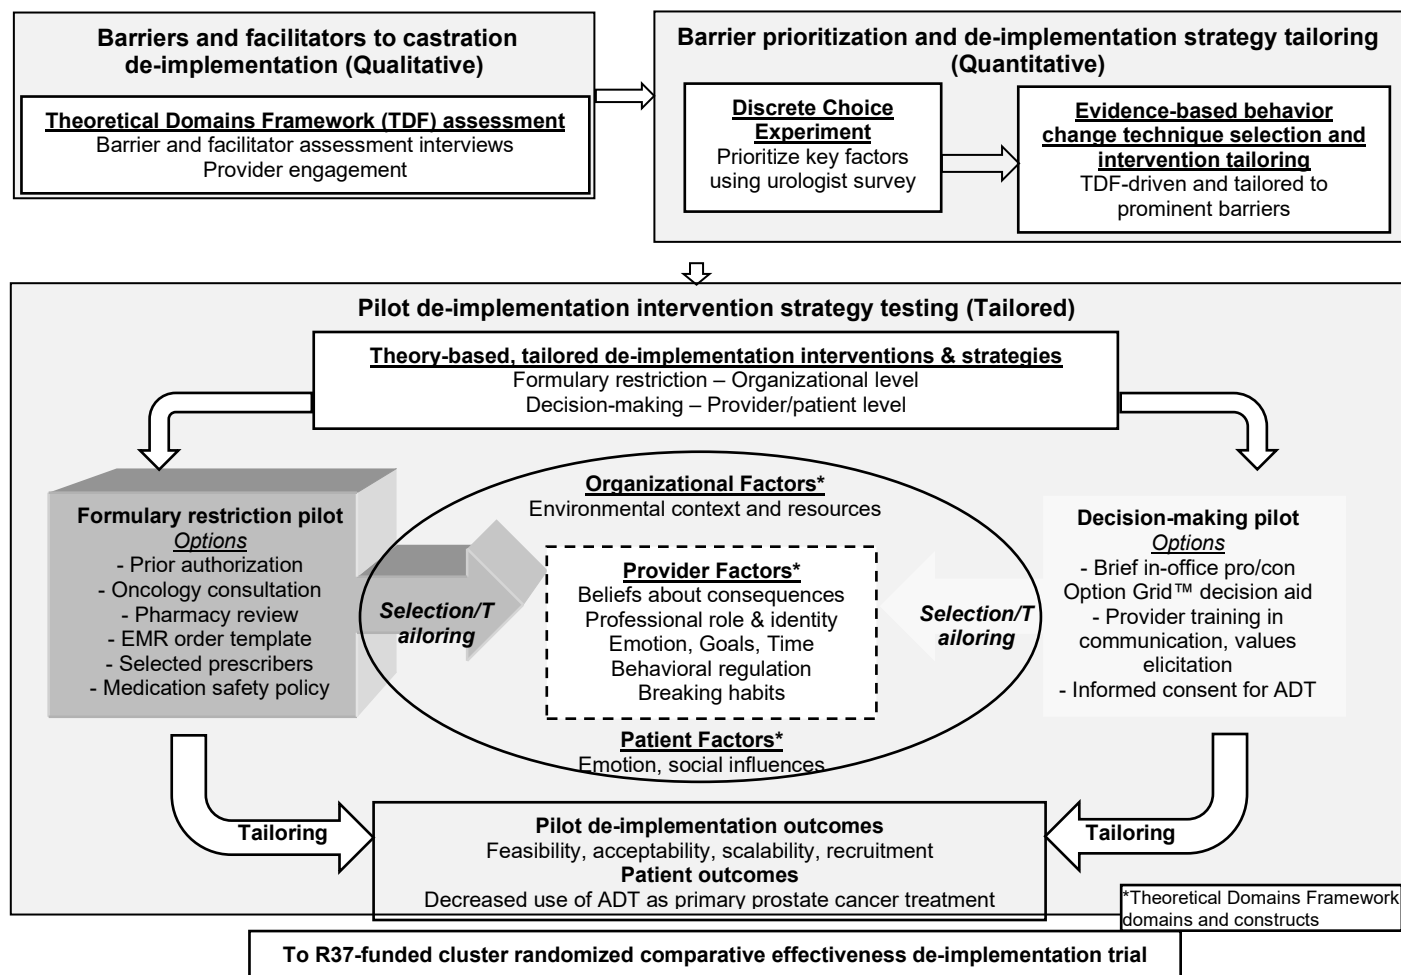 Barriers and facilitators to castration
de-implementation (Qualitative)
Theoretical Domains Framework (TDF) assessment
Barrier and facilitator assessment interviews
Provider engagement
Barrier prioritization and de-implementation strategy tailoring
(Quantitative)
Discrete Choice
Experiment
Prioritize key factors
using urologist survey
Evidence-based behavior
change technique selection and
intervention tailoring
TDF-driven and tailored to
prominent barriers
Pilot de-implementation intervention strategy testing (Tailored)
Theory-based, tailored de-implementation interventions & strategies
Formulary restriction – Organizational level
Decision-making – Provider/patient level
Formulary restriction pilot
Options
- Prior authorization
- Oncology consultation
- Pharmacy review
- EMR order template
- Selected prescribers
- Medication safety policy
Selection/T
ailoring
Organizational Factors*
Environmental context and resources
Provider Factors*
Beliefs about consequences
Professional role & identity
Emotion, Goals, Time
Behavioral regulation
Breaking habits
Patient Factors*
Emotion, social influences
Selection/T
ailoring
Decision-making pilot
Options
- Brief in-office pro/con
Option Grid™ decision aid
- Provider training in
communication, values
elicitation
- Informed consent for ADT
Tailoring
Pilot de-implementation outcomes
Feasibility, acceptability, scalability, recruitment
Patient outcomes
Decreased use of ADT as primary prostate cancer treatment
Tailoring
*Theoretical Domains Framework
domains and constructs
To R37-funded cluster randomized comparative effectiveness de-implementation trial